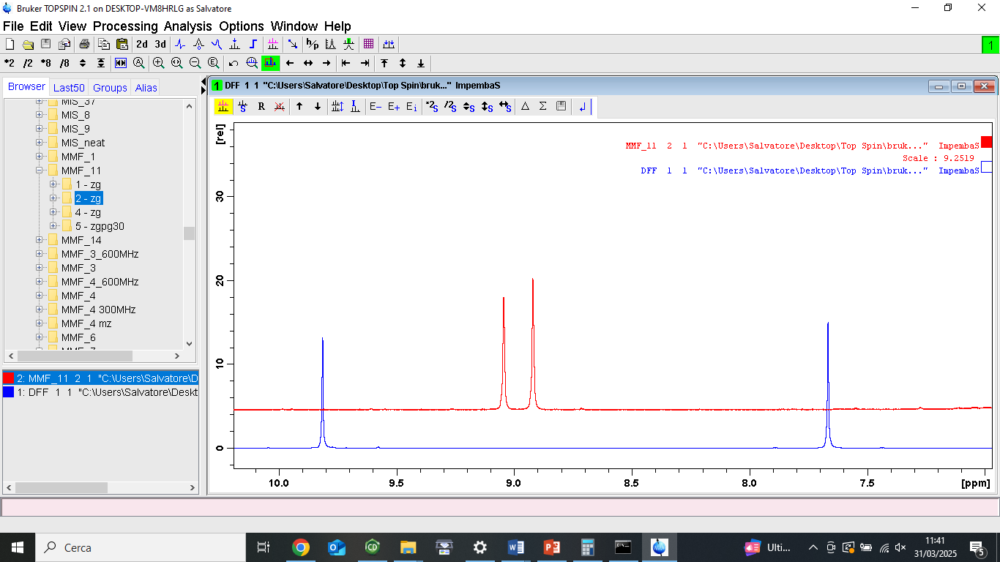 Bruker TOPSPIN 2.1 on DESKTOP-VM8HRLG as Salvatore
File Edit View Processing Analysis Options Window Help
2d 3d h/p
1
*2 /2 *8 /8
Browser Last50 Groups Alias
MIS_37
MIS_8
MIS_9
MIS_neat
MMF_1
MMF_11
1 - zg
2 - zg
4 - zg
5 - zgpg30
MMF_14
MMF_3_600MHz
MMF_3
MMF_4_600MHz
MMF_4
MMF_4 300MHz
MMF_4 mz
MMF_6
2: MMF_11 2 1 "C:\Users\Salvatore\D
1: DFF 1 1 "C:\Users\Salvatore\Deskt
1 DFF 1 1 "C:\Users\Salvatore\Desktop\Top Spin\bruk..." ImpembaS
R E- E+ Ei *2S /2S S S S Δ Σ
[rel]
MMF_11 2 1 "C:\Users\Salvatore\Desktop\Top Spin\bruk..." ImpembaS
Scale : 9.2519
DFF 1 1 "C:\Users\Salvatore\Desktop\Top Spin\bruk..." ImpembaS
30
20
10
0
10.0 9.5 9.0 8.5 8.0 7.5 [ppm]
Cerca
Ulti...
11:41
31/03/2025
5